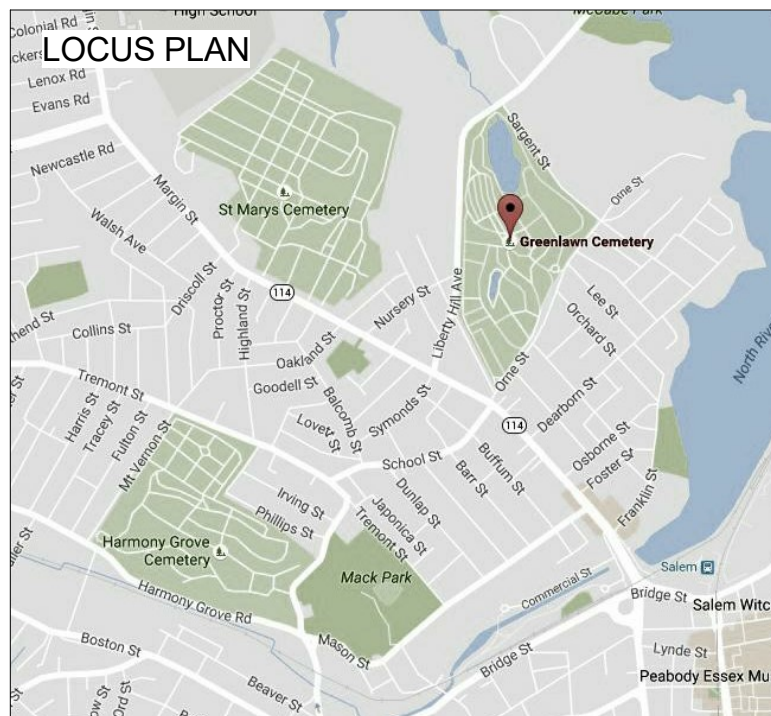 High School
McCabe Park
Colonial Rd
LOCUS PLAN
Lenox Rd
Evans Rd
Sargent St
Newcastle Rd
Orne St
Margin St
St Marys Cemetery
Walsh Ave
Greenlawn Cemetery
Driscoll St
Proctor St
Highland St
114
Nursery St
Liberty Hill Ave
Lee St
Orchard St
Collins St
North Riv
Oakland St
Goodell St
Tremont St
Balcomb St
Symonds St
Orne St
Dearborn St
Harris St
Tracey St
Fulton St
Mt Vernon St
Lovett St
114
School St
Buffum St
Barr St
Osborne St
Foster St
Irving St
Phillips St
Dunlap St
Japonica St
Tremont St
Franklin St
Harmony Grove
Cemetery
Mack Park
Salem
Harmony Grove Rd
Commercial St
Bridge St
Salem Witc
Boston St
Mason St
Bridge St
Lynde St
Beaver St
Peabody Essex Mu
Ord St